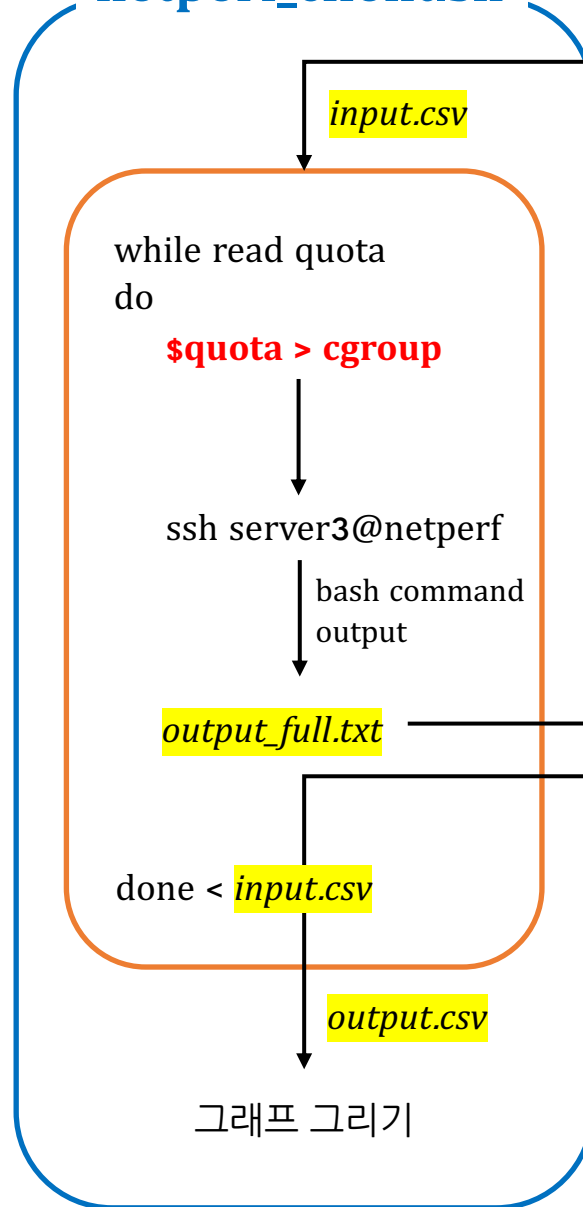 input.csv
while read quota
do
$quota > cgroup
ssh server3@netperf
bash command
output
output_full.txt
done < input.csv
output.csv
그래프 그리기